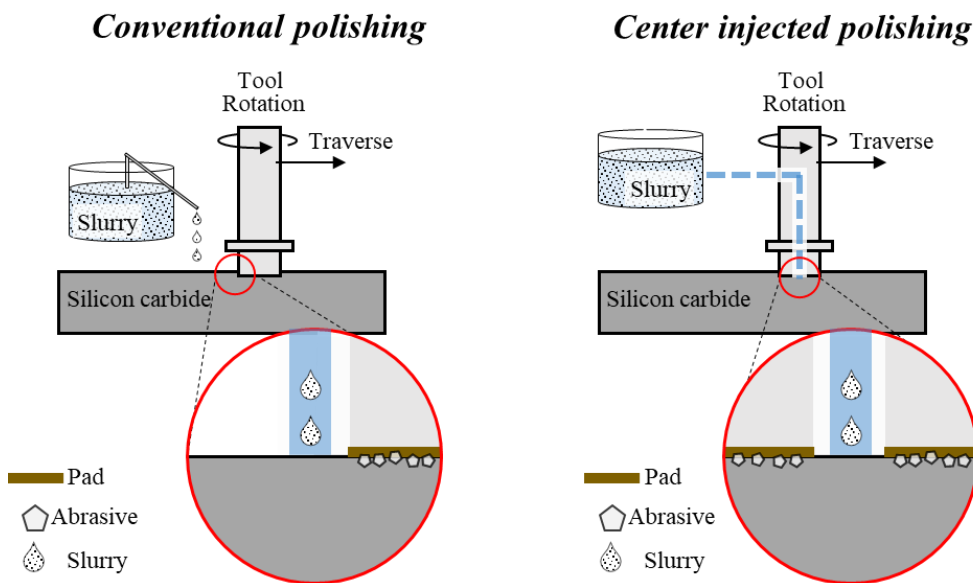 Conventional polishing
Tool
Rotation
Traverse
Slurry
Silicon carbide
Pad
Abrasive
Slurry
Center injected polishing
Tool
Rotation
Traverse
Slurry
Silicon carbide
Pad
Abrasive
Slurry